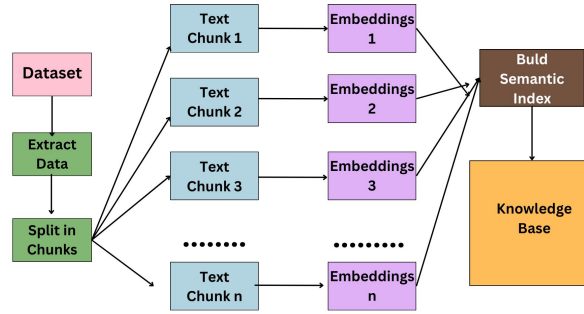 Dataset
Extract
Data
Split in
Chunks
Text
Chunk 1
Text
Chunk 2
Text
Chunk 3
Text
Chunk n
Embeddings
1
Embeddings
2
Embeddings
3
Embeddings
n
Buld
Semantic
Index
Knowledge
Base